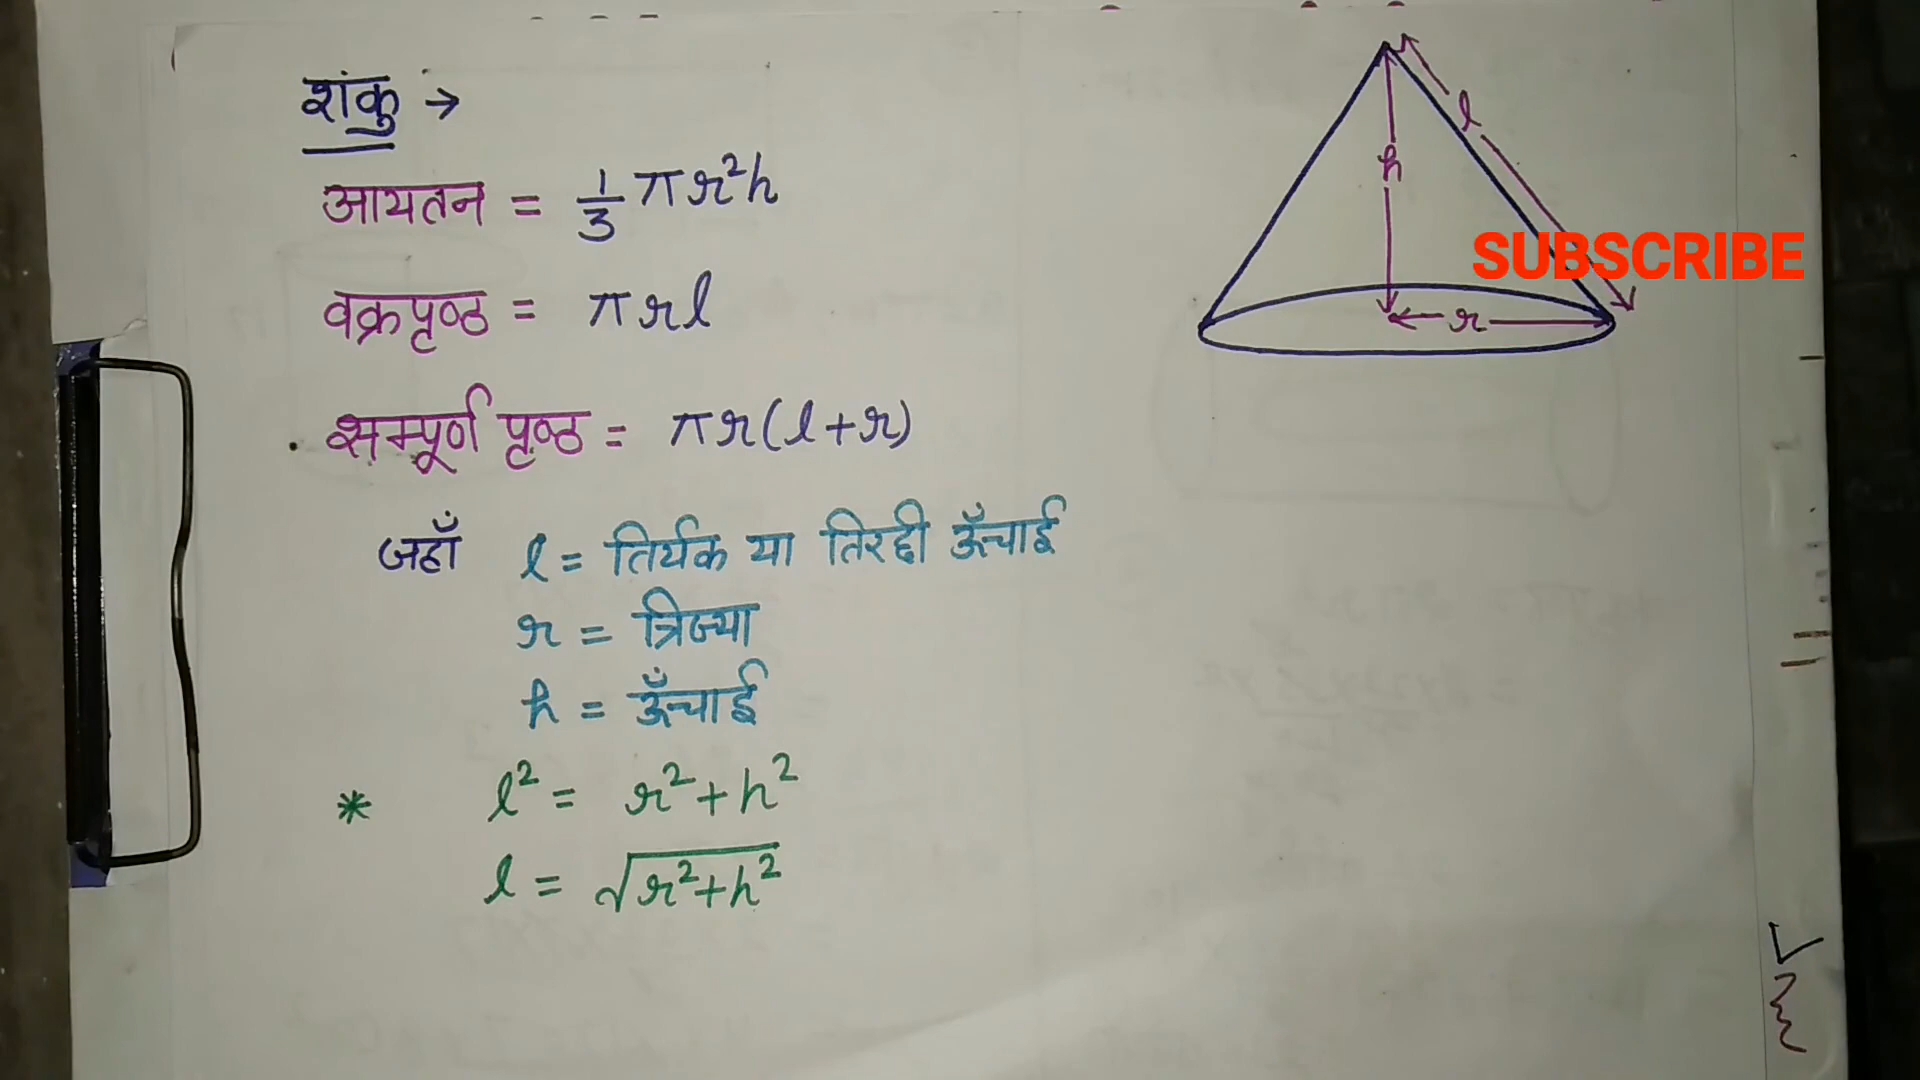 शंकु →
आयतन = 1/3 πr²h
वक्रपृष्ठ = πrl
सम्पूर्ण पृष्ठ = πr(l+r)
जहाँ l = तिर्यक या तिरछी ऊँचाई
r = त्रिज्या
h = ऊँचाई
* l² = r²+h²
l = √r²+h²
l
h
SUBSCRIBE
r